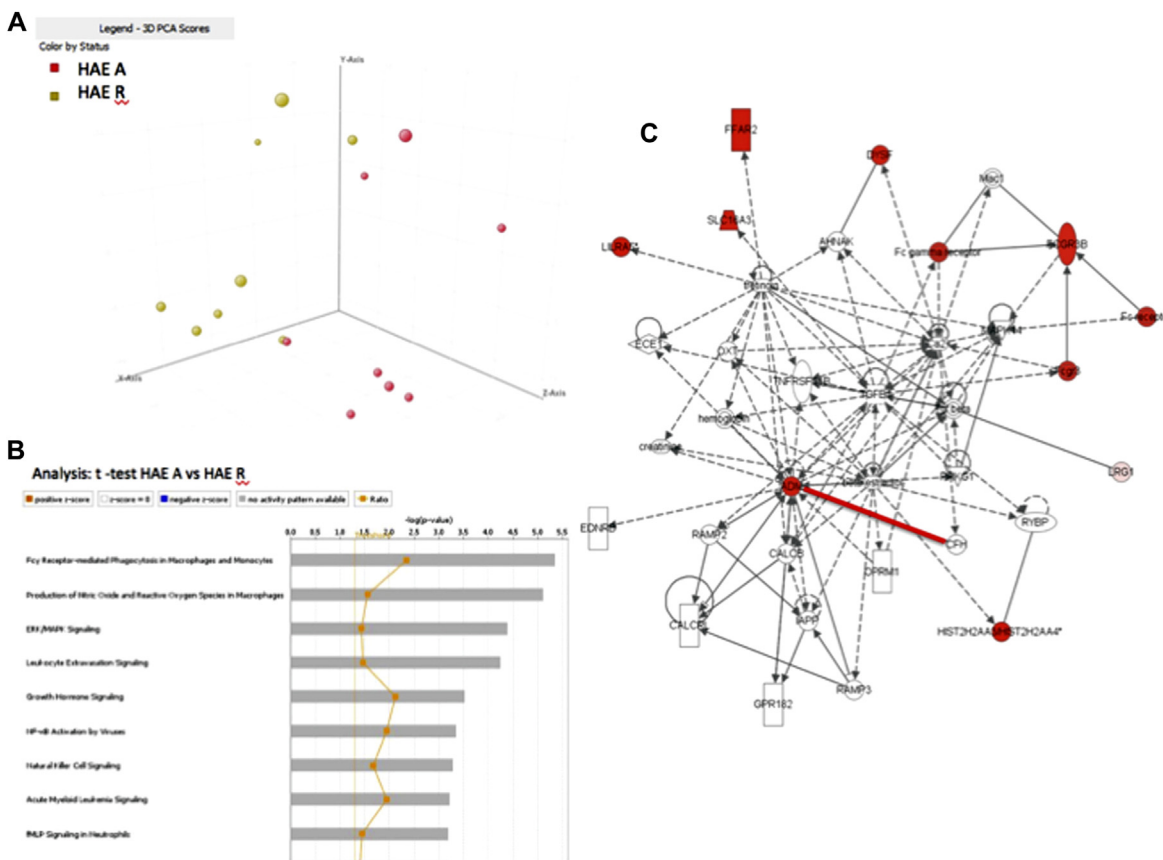 A
Legend - 3D PCA Scores
Color by Status
HAE A
HAE R
Y-Axis
X-Axis
Z-Axis
B
Analysis: t -test HAE A vs HAE R
positive z-score
z-score = 0
negative z-score
no activity pattern available
Ratio
-log(p-value)
0.0 0.5 1.0 1.5 2.0 2.5 3.0 3.5 4.0 4.5 5.0 5.5
Fcγ Receptor-mediated Phagocytosis in Macrophages and Monocytes
Production of Nitric Oxide and Reactive Oxygen Species in Macrophages
ERK/MAPK Signaling
Leukocyte Extravasation Signaling
Growth Hormone Signaling
NF-κB Activation by Viruses
Natural Killer Cell Signaling
Acute Myeloid Leukemia Signaling
fMLP Signaling in Neutrophils
C
FFAR2
DYSF
Mac1
SLC16A3
AHNAK
Fc gamma receptor
FCGR3B
tretinoin
ECE1
OXT
hemoglobin
creatinine
LRG1
EDNRB
RAMP2
CALCB
CFH
RYBP
OPRM1
IAPP
HIST2H2AA3/HIST2H2AA4*
RAMP3
GPR182